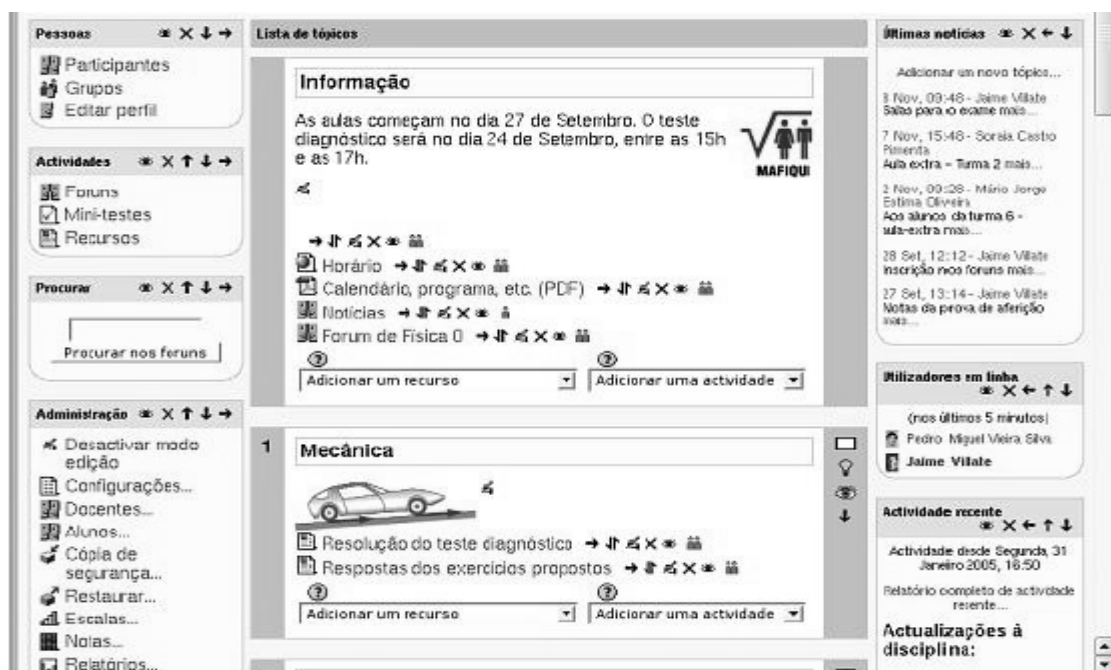 Pessoas
Participantes
Grupos
Editar perfil
Actividades
Foruns
Mini-testes
Recursos
Procurar
Procurar nos foruns
Administração
Desactivar modo
edição
Configurações...
Docentes...
Alunos...
Cópia de
segurança...
Restaurar...
Escalas...
Notas...
Relatórios...
Lista de tópicos
Informação
As aulas começam no dia 27 de Setembro. O teste
diagnóstico será no dia 24 de Setembro, entre as 15h
e as 17h.
MAFIQUI
Horário
Calendário, programa, etc. (PDF)
Notícias
Forum de Física 0
Adicionar um recurso
Adicionar uma actividade
1
Mecânica
Resolução do teste diagnóstico
Respostas dos exercícios propostos
Adicionar um recurso
Adicionar uma actividade
Últimas notícias
Adicionar um novo tópico...
8 Nov, 09:48 - Jaime Villate
Salas para o exame mais...
7 Nov, 15:48 - Soraia Castro
Pimenta
Aula extra - Turma 2 mais...
2 Nov, 09:28 - Mário Jorge
Estima Oliveira
Aos alunos da turma 6 -
aula-extra mais...
28 Set, 12:12 - Jaime Villate
Inscrição nos foruns mais...
27 Set, 13:14 - Jaime Villate
Notas da prova de aferição
mais...
Utilizadores em linha
(nos últimos 5 minutos)
Pedro Miguel Vieira Silva
Jaime Villate
Actividade recente
Actividade desde Segunda, 31
Janeiro 2005, 16:50
Relatório completo de actividade
recente...
Actualizações à
disciplina: